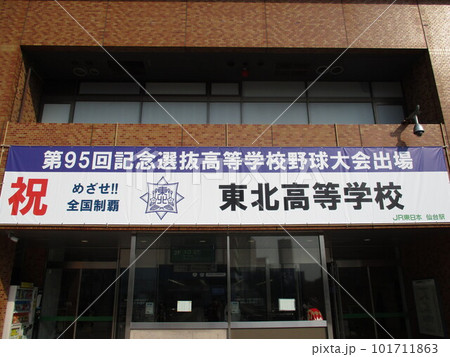 第95回記念選抜高等学校野球大会出場
祝
めざせ!!
全国制覇
東北高等学校
JR東日本 仙台駅
pixta.jp - 101711863